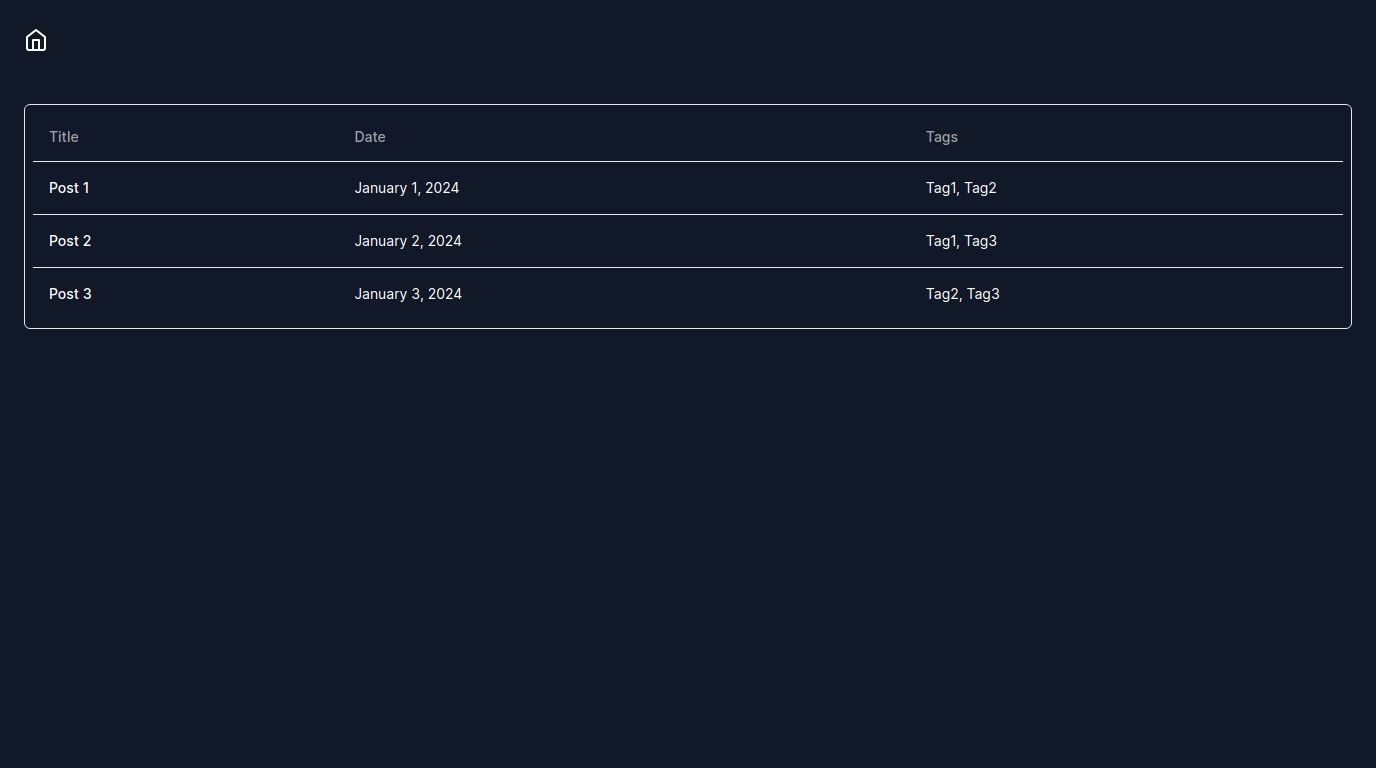 Title Date Tags
Post 1 January 1, 2024 Tag1, Tag2
Post 2 January 2, 2024 Tag1, Tag3
Post 3 January 3, 2024 Tag2, Tag3